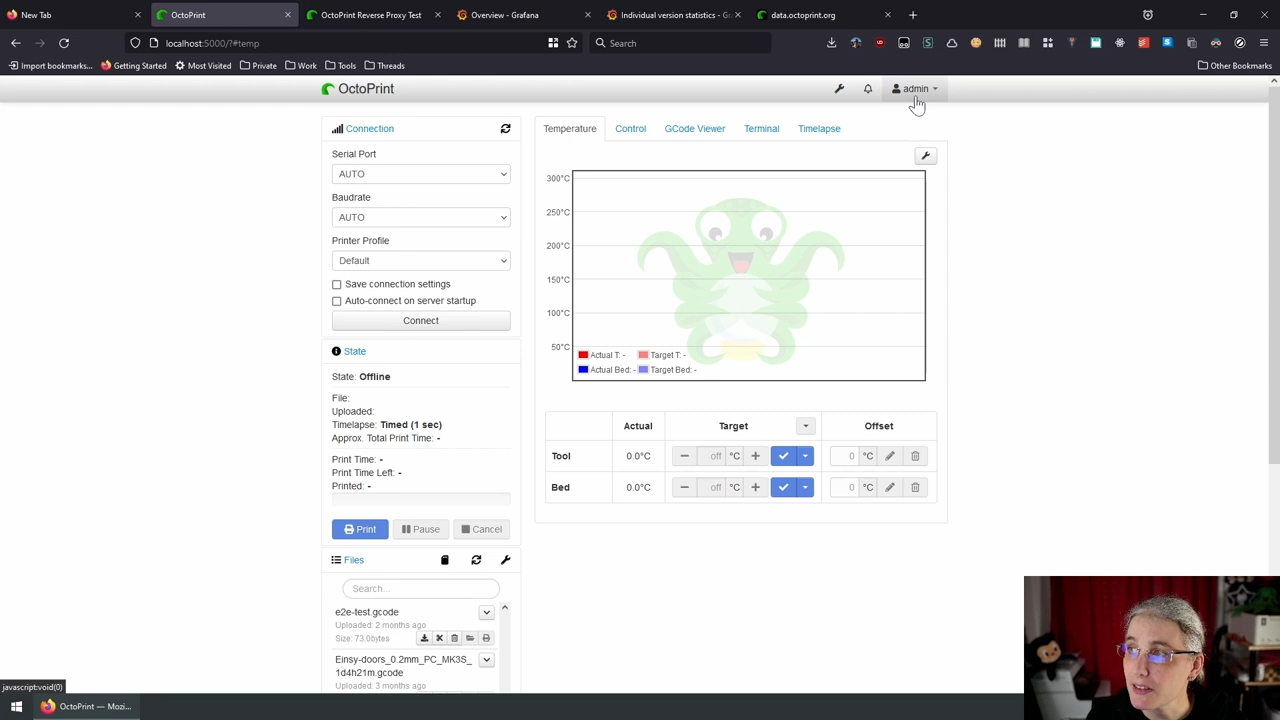 New Tab
OctoPrint
OctoPrint Reverse Proxy Test
Overview - Grafana
Individual version statistics - Gr
data.octoprint.org
localhost:5000/?#temp
Search
Import bookmarks...
Getting Started
Most Visited
Private
Work
Tools
Threads
Other Bookmarks
OctoPrint
admin
Connection
Serial Port
AUTO
Baudrate
AUTO
Printer Profile
Default
Save connection settings
Auto-connect on server startup
Connect
State
State: Offline
File:
Uploaded:
Timelapse: Timed (1 sec)
Approx. Total Print Time: -
Print Time: -
Print Time Left: -
Printed: -
Print
Pause
Cancel
Files
Search...
e2e-test.gcode
Uploaded: 2 months ago
Size: 73.0bytes
Einsy-doors_0.2mm_PC_MK3S_
1d4h21m.gcode
Uploaded: 3 months ago
Temperature
Control
GCode Viewer
Terminal
Timelapse
300°C
250°C
200°C
150°C
100°C
50°C
Actual T: -
Target T: -
Actual Bed: -
Target Bed: -
Actual
Target
Offset
Tool
0.0°C
off
°C
0
°C
Bed
0.0°C
off
°C
0
°C
javascript:void(0)
OctoPrint — Mozi...